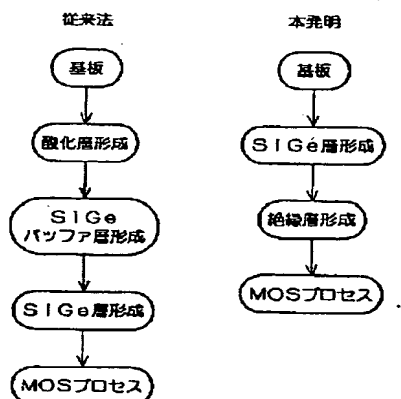 従来法
基板
酸化層形成
SiGe
バッファ層形成
SiGe層形成
MOSプロセス
本発明
基板
SiGe層形成
絶縁層形成
MOSプロセス